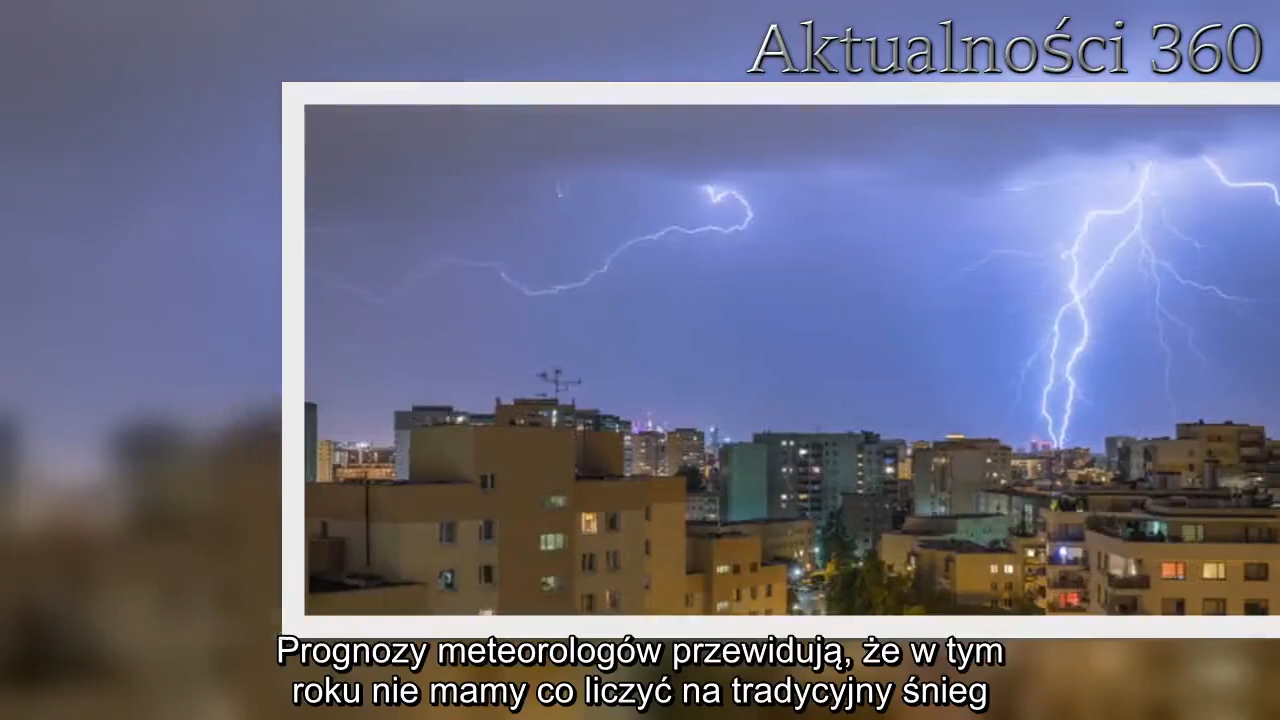 Aktualności 360
Prognozy meteorologów przewidują, że w tym
roku nie mamy co liczyć na tradycyjny śnieg